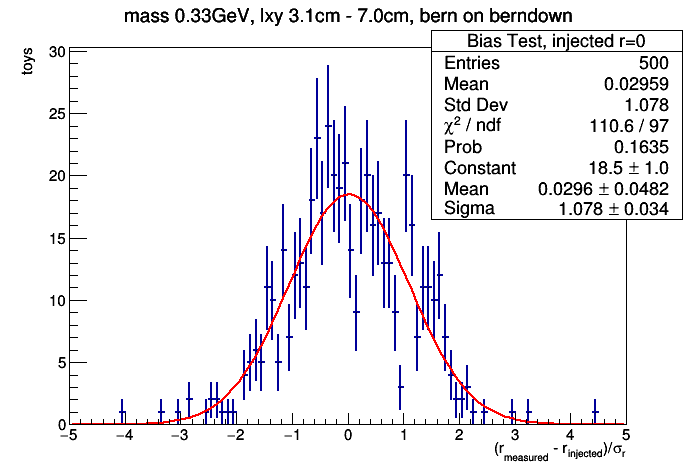 mass 0.33GeV, lxy 3.1cm - 7.0cm, bern on berndown
Bias Test, injected r=0
Entries 500
Mean 0.02959
Std Dev 1.078
χ² / ndf 110.6 / 97
Prob 0.1635
Constant 18.5 ± 1.0
Mean 0.0296 ± 0.0482
Sigma 1.078 ± 0.034
toys
30
25
20
15
10
5
0
−5 −4 −3 −2 −1 0 1 2 3 4 5
(r_measured - r_injected)/σ_r